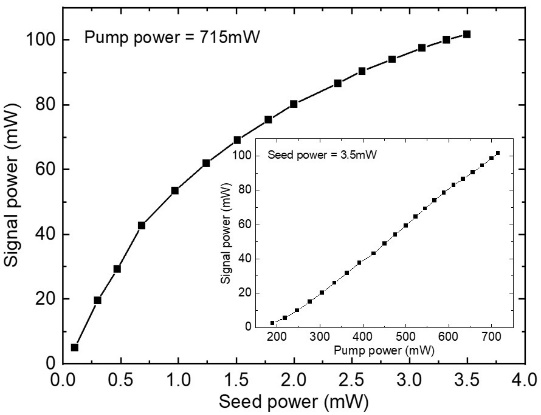 Pump power = 715mW
Signal power (mW)
100
80
60
40
20
0
0.0 0.5 1.0 1.5 2.0 2.5 3.0 3.5 4.0
Seed power (mW)
Seed power = 3.5mW
Signal power (mW)
100
80
60
40
20
0
200 300 400 500 600 700
Pump power (mW)